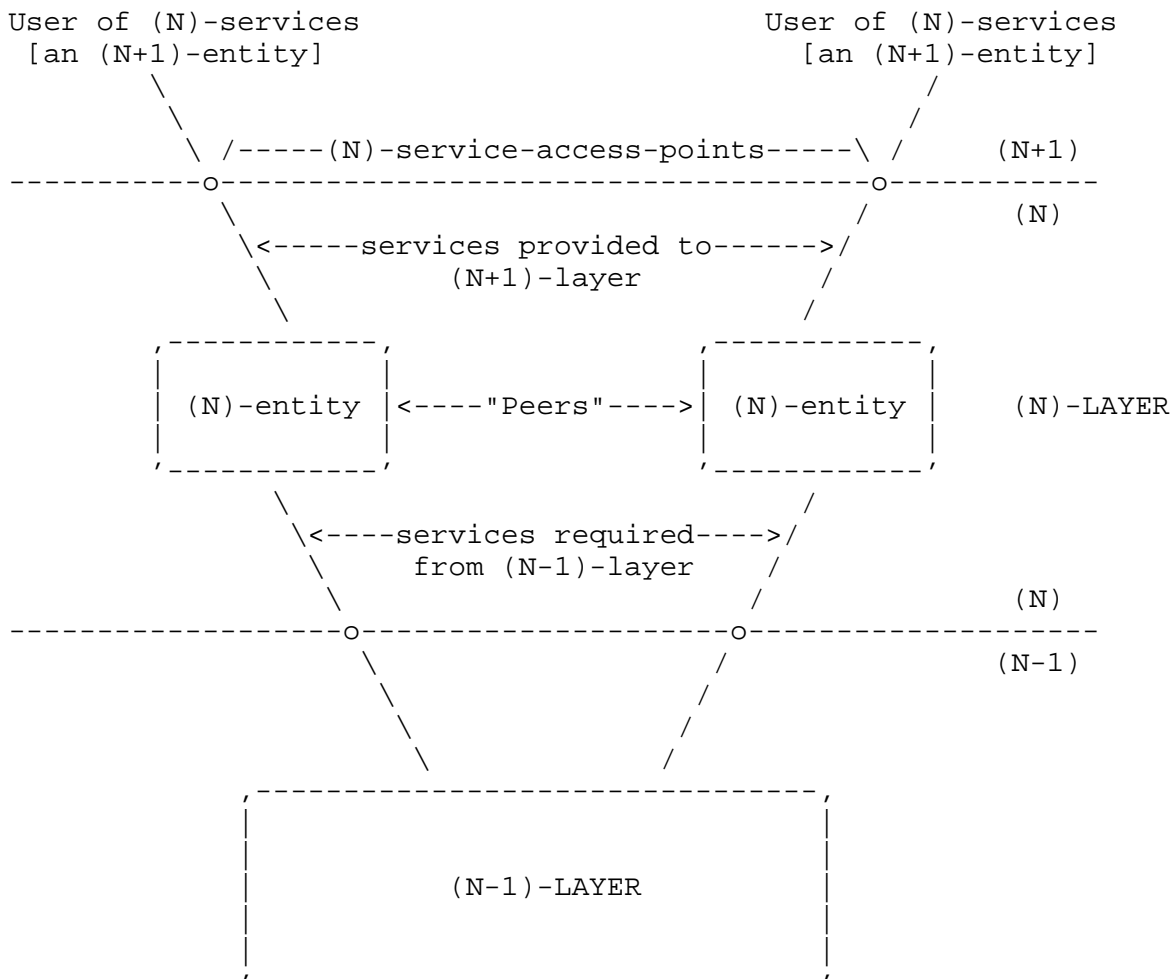 User of (N)-services User of (N)-services
[an (N+1)-entity] [an (N+1)-entity]
(N)-service-access-points (N+1)
(N)
services provided to
(N+1)-layer
(N)-entity "Peers" (N)-entity (N)-LAYER
services required
from (N-1)-layer
(N)
(N-1)
(N-1)-LAYER